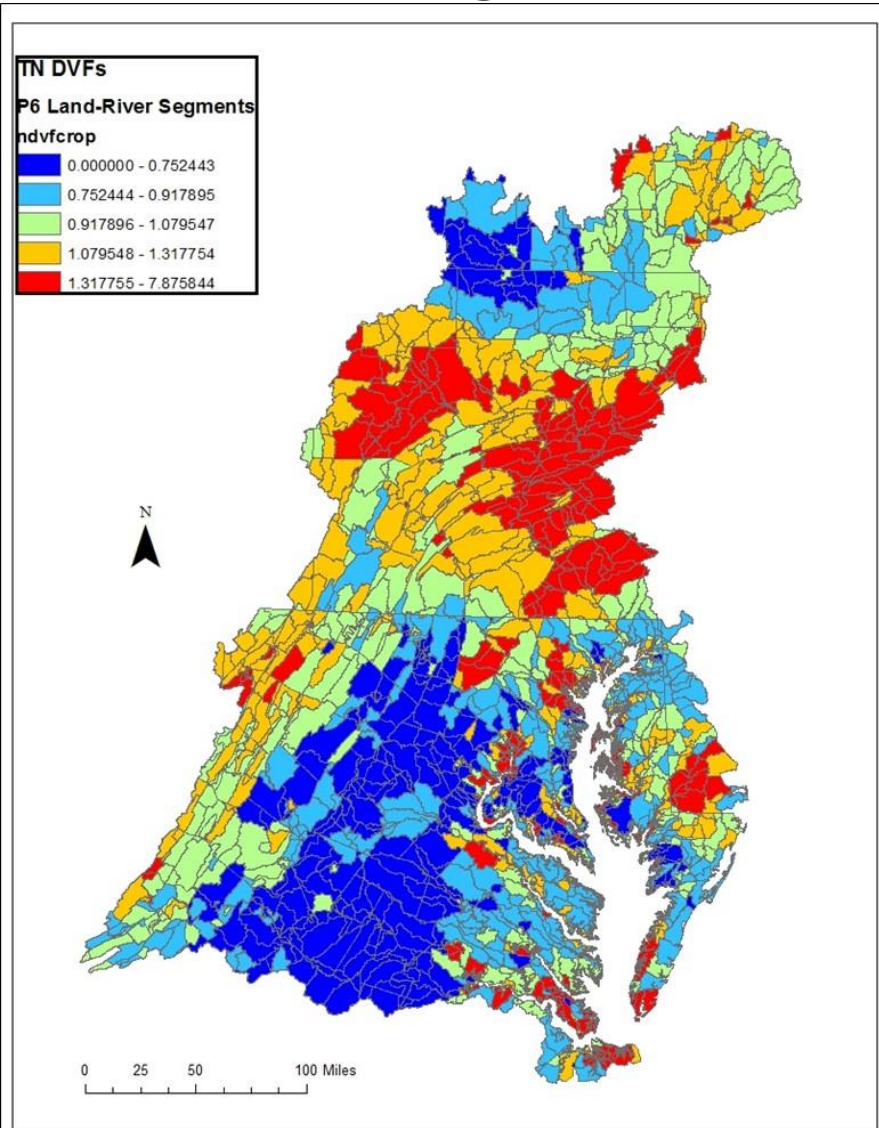 TN DVFs
P6 Land-River Segments
ndvfcrop
0.000000 - 0.752443
0.752444 - 0.917895
0.917896 - 1.079547
1.079548 - 1.317754
1.317755 - 7.875844
N
0 25 50 100 Miles